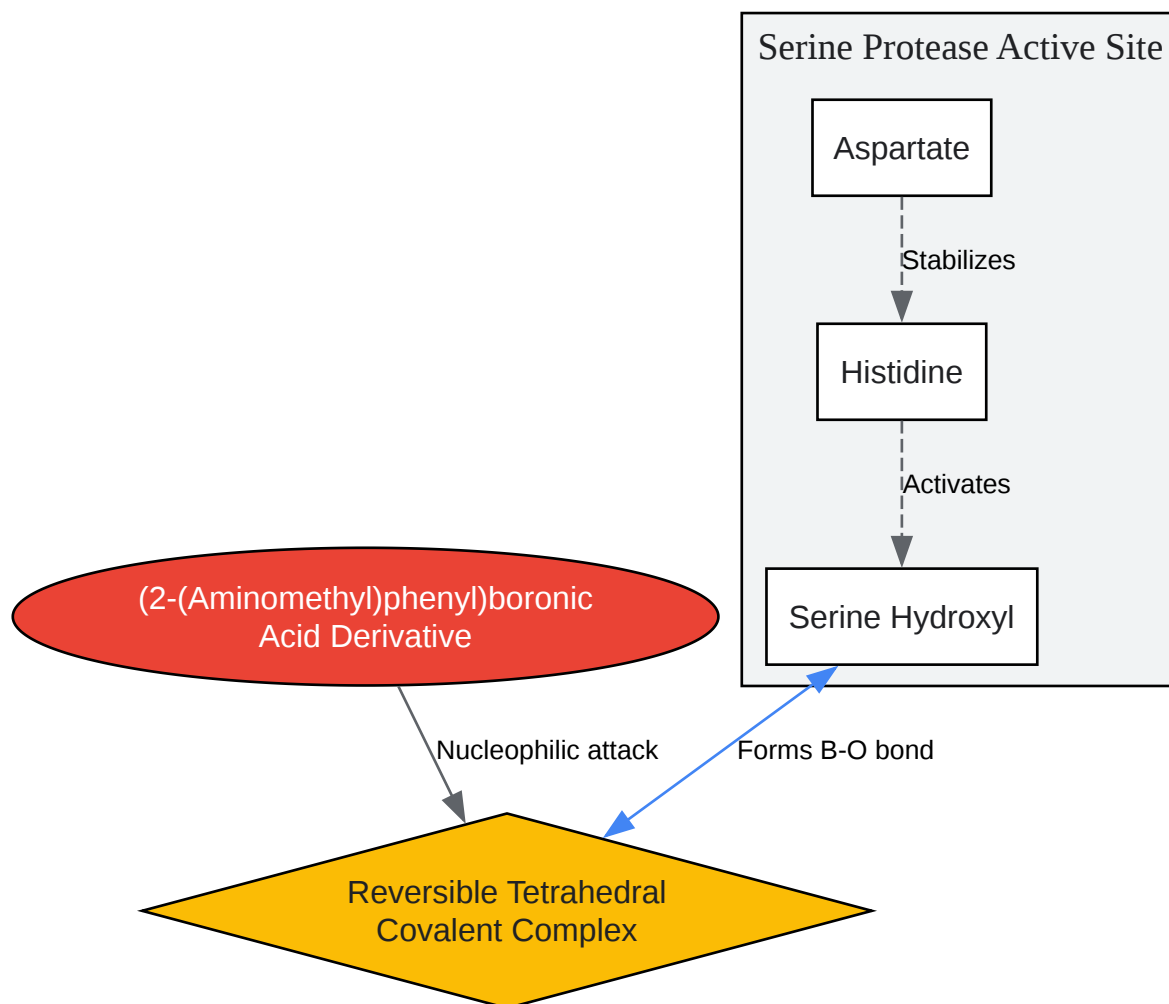 Serine Protease Active Site
Aspartate
Stabilizes
Histidine
Activates
Serine Hydroxyl
(2-(Aminomethyl)phenyl)boronic
Acid Derivative
Nucleophilic attack
Forms B-O bond
Reversible Tetrahedral
Covalent Complex